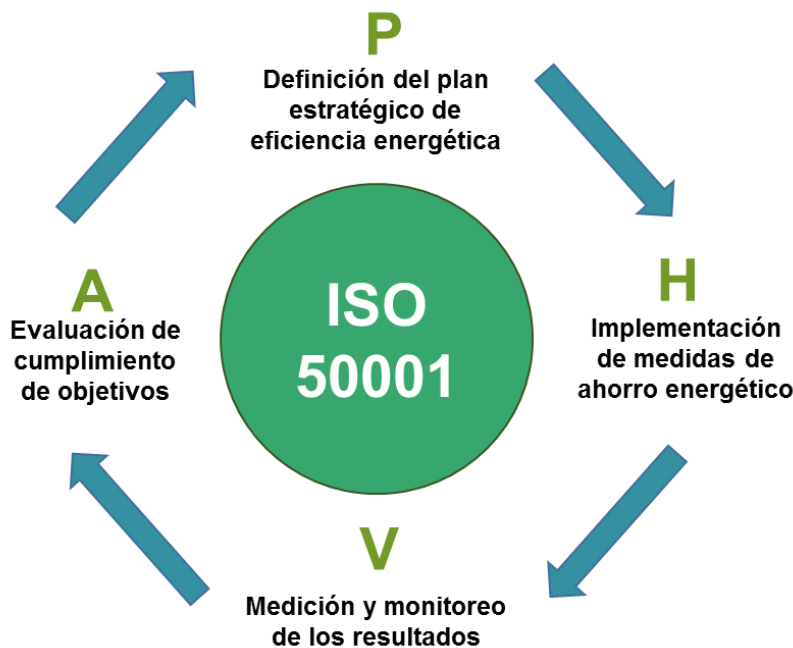 P
Definición del plan
estratégico de
eficiencia energética
H
Implementación
de medidas de
ahorro energético
V
Medición y monitoreo
de los resultados
A
Evaluación de
cumplimiento
de objetivos
ISO
50001